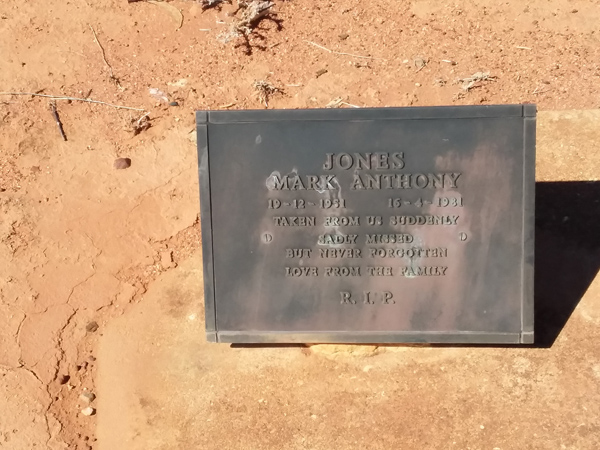 JONES
MARK ANTHONY
19-12-1951 15-4-1981
TAKEN FROM US SUDDENLY
SADLY MISSED
BUT NEVER FORGOTTEN
LOVE FROM THE FAMILY
R.I.P.